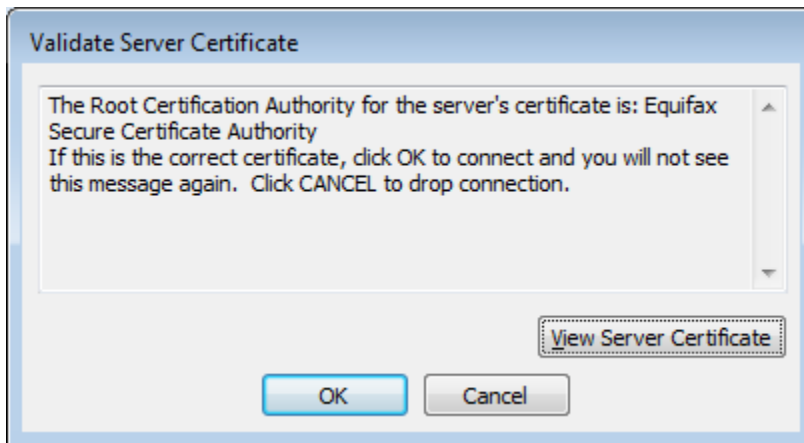 Validate Server Certificate
The Root Certification Authority for the server's certificate is: Equifax
Secure Certificate Authority
If this is the correct certificate, click OK to connect and you will not see
this message again.  Click CANCEL to drop connection.
View Server Certificate
OK
Cancel